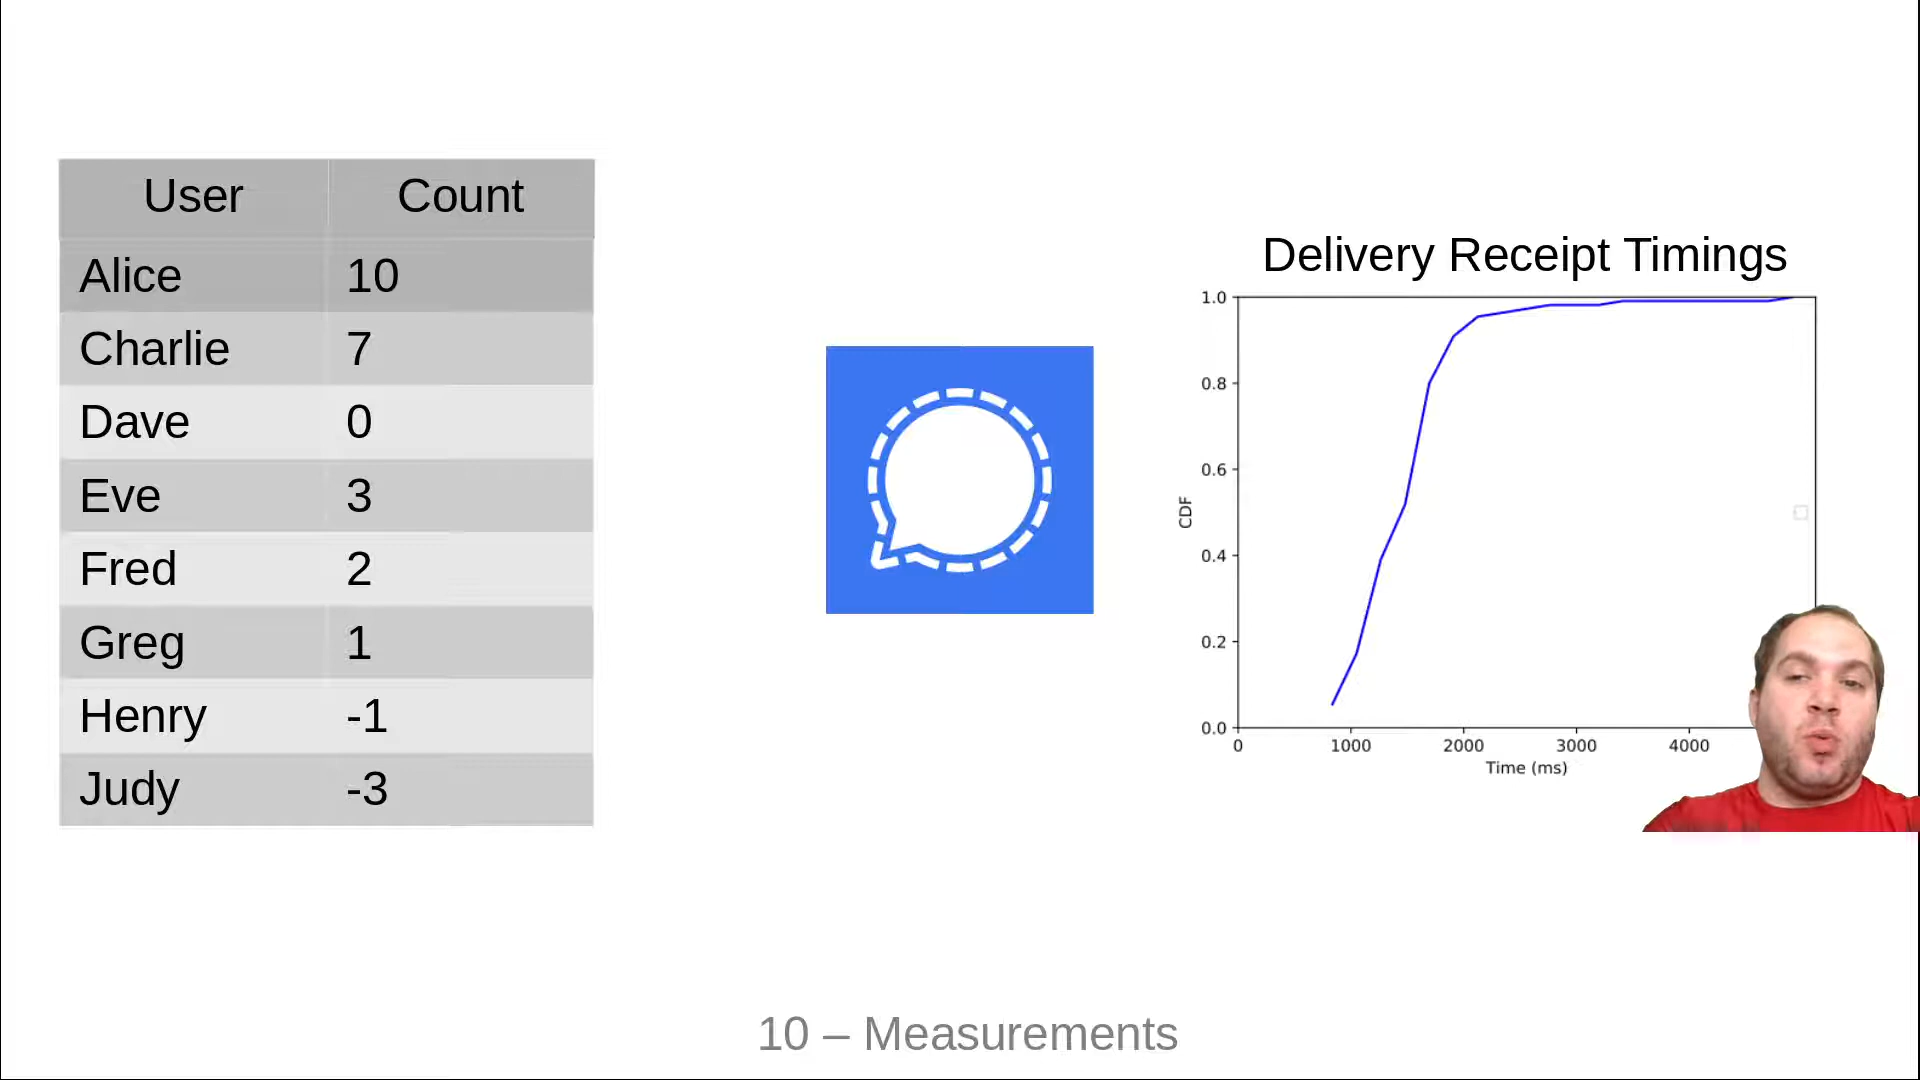 User Count
Alice 10
Charlie 7
Dave 0
Eve 3
Fred 2
Greg 1
Henry -1
Judy -3
Delivery Receipt Timings
1.0
0.8
0.6
0.4
0.2
0.0
CDF
0 1000 2000 3000 4000
Time (ms)
10 – Measurements